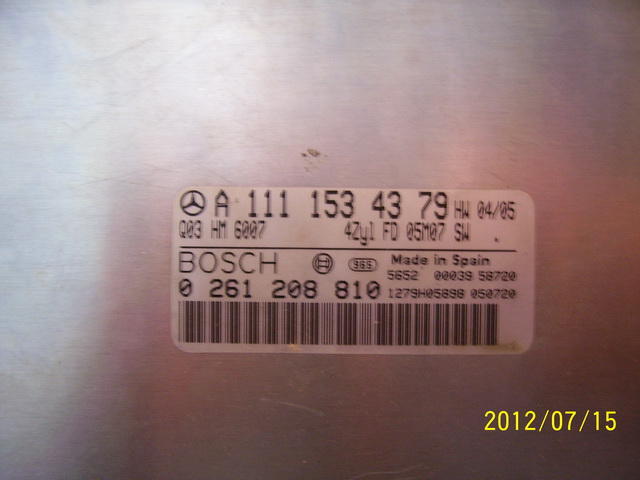 A 111 153 43 79 HW 04/05
Q03 HM 6007 4Zyl FD 05M07 SW .
BOSCH 965 Made in Spain
5652 00039 58720
0 261 208 810 1279H05898 050720
2012/07/15